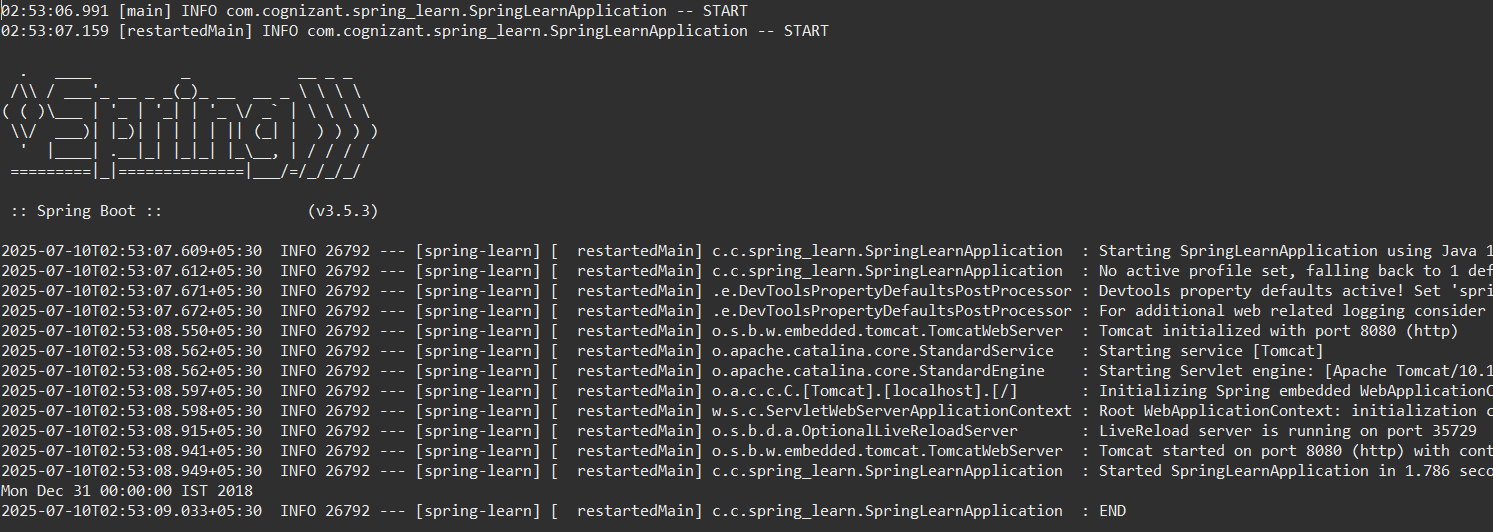 02:53:06.991 [main] INFO com.cognizant.spring_learn.SpringLearnApplication -- START
02:53:07.159 [restartedMain] INFO com.cognizant.spring_learn.SpringLearnApplication -- START
  .   ____          _            __ _ _
 /\\ / ___'_ __ _ _(_)_ __  __ _ \ \ \ \
( ( )\___ | '_ | '_| | '_ \/ _` | \ \ \ \
 \\/  ___)| |_)| | | | | || (_| |  ) ) ) )
  '  |____| .__|_| |_|_| |_\__, | / / / /
 =========|_|==============|___/=/_/_/_/
 :: Spring Boot ::                (v3.5.3)
2025-07-10T02:53:07.609+05:30  INFO 26792 --- [spring-learn] [  restartedMain] c.c.spring_learn.SpringLearnApplication  : Starting SpringLearnApplication using Java 1
2025-07-10T02:53:07.612+05:30  INFO 26792 --- [spring-learn] [  restartedMain] c.c.spring_learn.SpringLearnApplication  : No active profile set, falling back to 1 def
2025-07-10T02:53:07.671+05:30  INFO 26792 --- [spring-learn] [  restartedMain] .e.DevToolsPropertyDefaultsPostProcessor : Devtools property defaults active! Set 'spri
2025-07-10T02:53:07.672+05:30  INFO 26792 --- [spring-learn] [  restartedMain] .e.DevToolsPropertyDefaultsPostProcessor : For additional web related logging consider
2025-07-10T02:53:08.550+05:30  INFO 26792 --- [spring-learn] [  restartedMain] o.s.b.w.embedded.tomcat.TomcatWebServer  : Tomcat initialized with port 8080 (http)
2025-07-10T02:53:08.562+05:30  INFO 26792 --- [spring-learn] [  restartedMain] o.apache.catalina.core.StandardService   : Starting service [Tomcat]
2025-07-10T02:53:08.562+05:30  INFO 26792 --- [spring-learn] [  restartedMain] o.apache.catalina.core.StandardEngine    : Starting Servlet engine: [Apache Tomcat/10.1
2025-07-10T02:53:08.597+05:30  INFO 26792 --- [spring-learn] [  restartedMain] o.a.c.c.C.[Tomcat].[localhost].[/]       : Initializing Spring embedded WebApplicationC
2025-07-10T02:53:08.598+05:30  INFO 26792 --- [spring-learn] [  restartedMain] w.s.c.ServletWebServerApplicationContext : Root WebApplicationContext: initialization c
2025-07-10T02:53:08.915+05:30  INFO 26792 --- [spring-learn] [  restartedMain] o.s.b.d.a.OptionalLiveReloadServer       : LiveReload server is running on port 35729
2025-07-10T02:53:08.941+05:30  INFO 26792 --- [spring-learn] [  restartedMain] o.s.b.w.embedded.tomcat.TomcatWebServer  : Tomcat started on port 8080 (http) with cont
2025-07-10T02:53:08.949+05:30  INFO 26792 --- [spring-learn] [  restartedMain] c.c.spring_learn.SpringLearnApplication  : Started SpringLearnApplication in 1.786 seco
Mon Dec 31 00:00:00 IST 2018
2025-07-10T02:53:09.033+05:30  INFO 26792 --- [spring-learn] [  restartedMain] c.c.spring_learn.SpringLearnApplication  : END